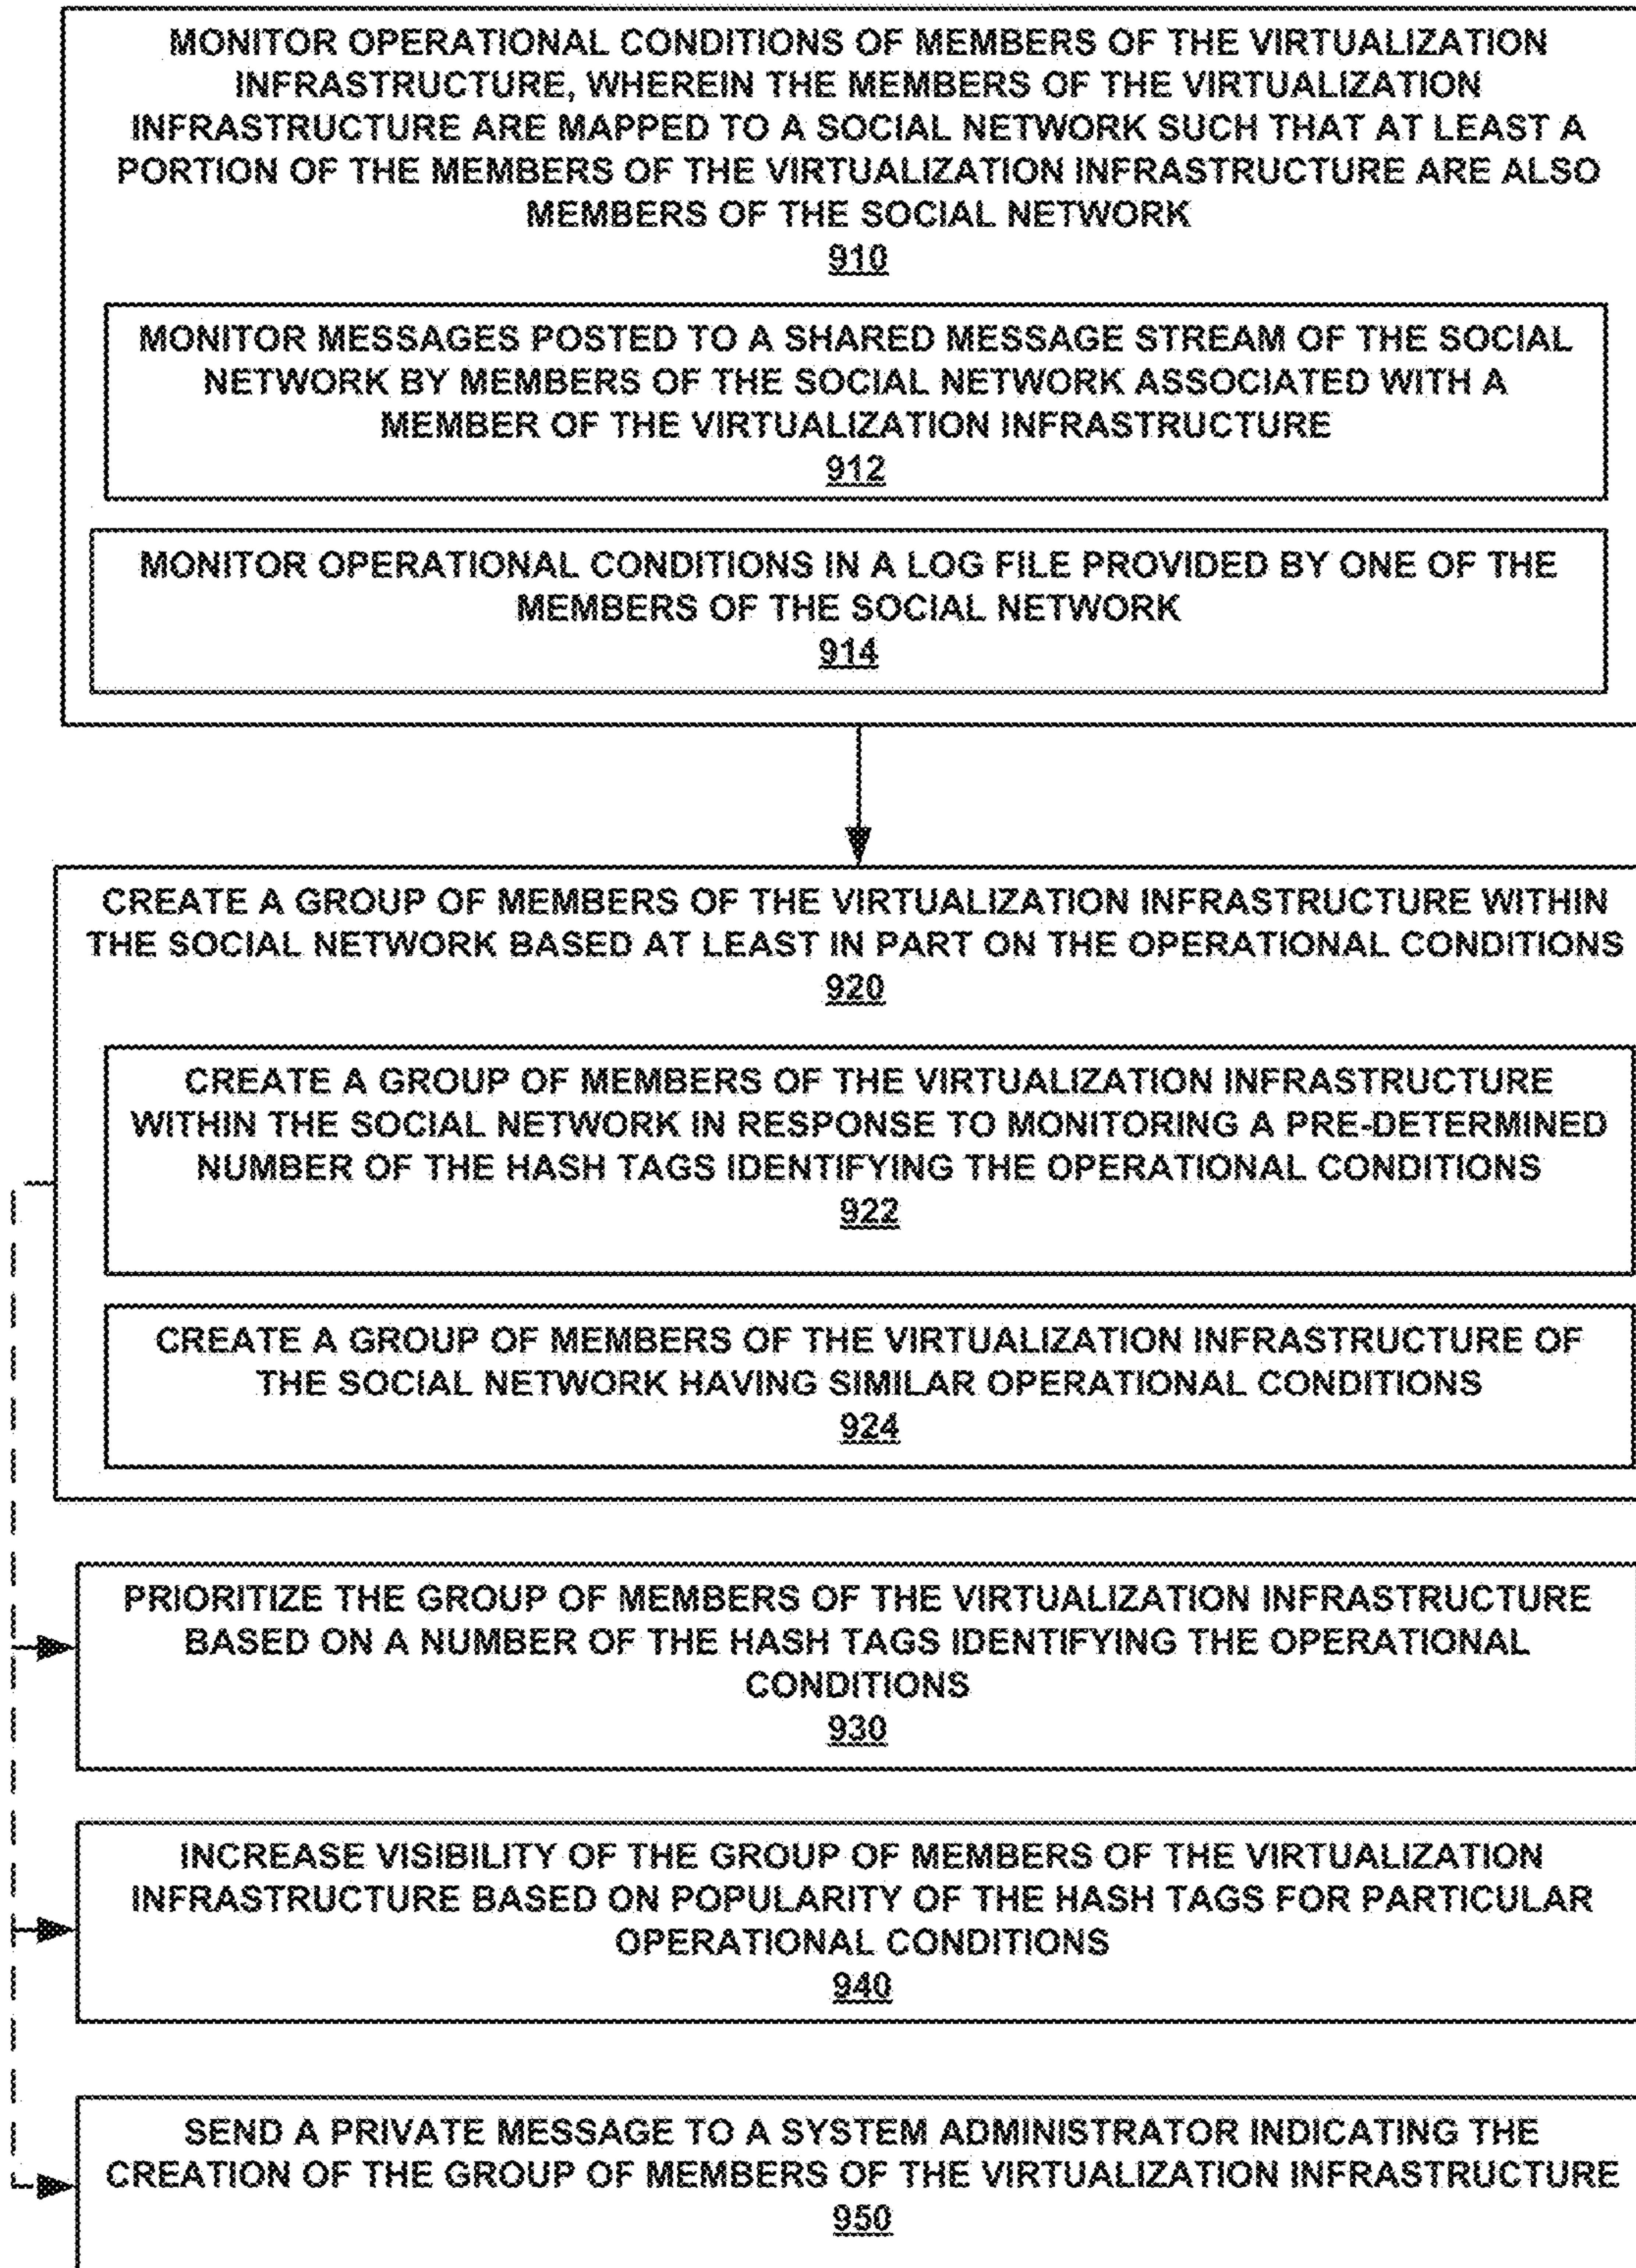 MONITOR OPERATIONAL CONDITIONS OF MEMBERS OF THE VIRTUALIZATION
INFRASTRUCTURE, WHEREIN THE MEMBERS OF THE VIRTUALIZATION
INFRASTRUCTURE ARE MAPPED TO A SOCIAL NETWORK SUCH THAT AT LEAST A
PORTION OF THE MEMBERS OF THE VIRTUALIZATION INFRASTRUCTURE ARE ALSO
MEMBERS OF THE SOCIAL NETWORK
910
MONITOR MESSAGES POSTED TO A SHARED MESSAGE STREAM OF THE SOCIAL
NETWORK BY MEMBERS OF THE SOCIAL NETWORK ASSOCIATED WITH A
MEMBER OF THE VIRTUALIZATION INFRASTRUCTURE
912
MONITOR OPERATIONAL CONDITIONS IN A LOG FILE PROVIDED BY ONE OF THE
MEMBERS OF THE SOCIAL NETWORK
914
CREATE A GROUP OF MEMBERS OF THE VIRTUALIZATION INFRASTRUCTURE WITHIN
THE SOCIAL NETWORK BASED AT LEAST IN PART ON THE OPERATIONAL CONDITIONS
920
CREATE A GROUP OF MEMBERS OF THE VIRTUALIZATION INFRASTRUCTURE
WITHIN THE SOCIAL NETWORK IN RESPONSE TO MONITORING A PRE-DETERMINED
NUMBER OF THE HASH TAGS IDENTIFYING THE OPERATIONAL CONDITIONS
922
CREATE A GROUP OF MEMBERS OF THE VIRTUALIZATION INFRASTRUCTURE OF
THE SOCIAL NETWORK HAVING SIMILAR OPERATIONAL CONDITIONS
924
PRIORITIZE THE GROUP OF MEMBERS OF THE VIRTUALIZATION INFRASTRUCTURE
BASED ON A NUMBER OF THE HASH TAGS IDENTIFYING THE OPERATIONAL
CONDITIONS
930
INCREASE VISIBILITY OF THE GROUP OF MEMBERS OF THE VIRTUALIZATION
INFRASTRUCTURE BASED ON POPULARITY OF THE HASH TAGS FOR PARTICULAR
OPERATIONAL CONDITIONS
940
SEND A PRIVATE MESSAGE TO A SYSTEM ADMINISTRATOR INDICATING THE
CREATION OF THE GROUP OF MEMBERS OF THE VIRTUALIZATION INFRASTRUCTURE
950